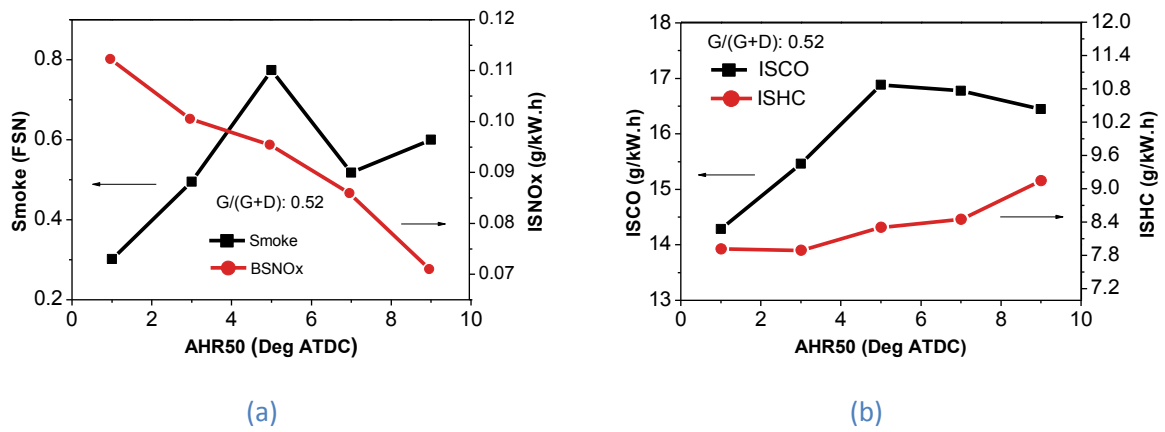 Smoke (FSN)
0.8
0.6
0.4
0.2
0 2 4 6 8 10
AHR50 (Deg ATDC)
0.12
0.11
0.10
0.09
0.08
0.07
ISNOx (g/kW.h)
G/(G+D): 0.52
Smoke
BSNOx
(a)
ISCO (g/kW.h)
18
17
16
15
14
13
0 2 4 6 8 10
AHR50 (Deg ATDC)
12.0
11.4
10.8
10.2
9.6
9.0
8.4
7.8
7.2
ISHC (g/kW.h)
G/(G+D): 0.52
ISCO
ISHC
(b)